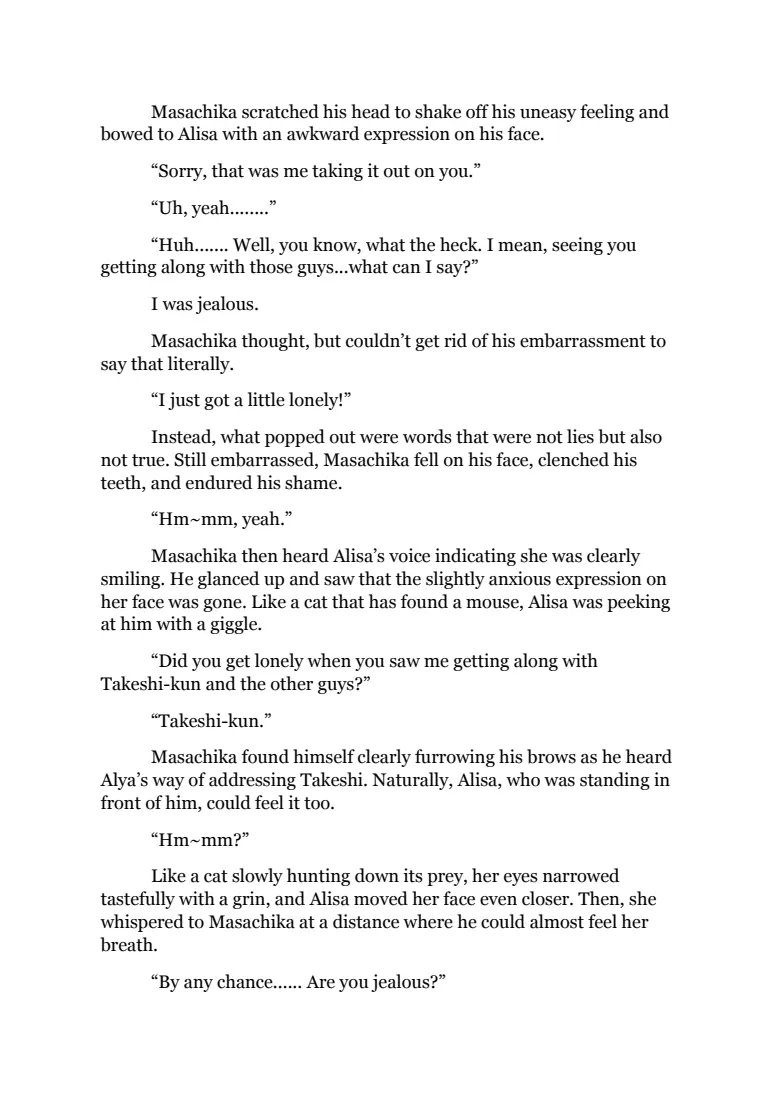 Masachika scratched his head to shake off his uneasy feeling and
bowed to Alisa with an awkward expression on his face.
“Sorry, that was me taking it out on you.”
“Uh, yeah........”
“Huh....... Well, you know, what the heck. I mean, seeing you
getting along with those guys...what can I say?”
I was jealous.
Masachika thought, but couldn’t get rid of his embarrassment to
say that literally.
“I just got a little lonely!”
Instead, what popped out were words that were not lies but also
not true. Still embarrassed, Masachika fell on his face, clenched his
teeth, and endured his shame.
“Hm~mm, yeah.”
Masachika then heard Alisa’s voice indicating she was clearly
smiling. He glanced up and saw that the slightly anxious expression on
her face was gone. Like a cat that has found a mouse, Alisa was peeking
at him with a giggle.
“Did you get lonely when you saw me getting along with
Takeshi-kun and the other guys?”
“Takeshi-kun.”
Masachika found himself clearly furrowing his brows as he heard
Alya’s way of addressing Takeshi. Naturally, Alisa, who was standing in
front of him, could feel it too.
“Hm~mm?”
Like a cat slowly hunting down its prey, her eyes narrowed
tastefully with a grin, and Alisa moved her face even closer. Then, she
whispered to Masachika at a distance where he could almost feel her
breath.
“By any chance...... Are you jealous?”